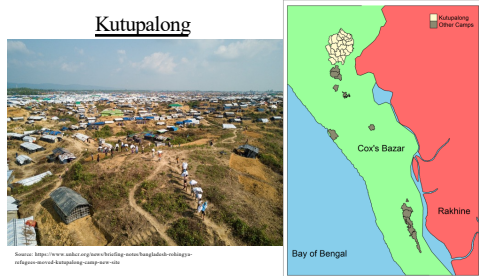 Kutupalong
Source: https://www.unhcr.org/news/briefing-notes/bangladesh-rohingya-
refugees-moved-kutupalong-camp-new-site
Kutupalong
Other Camps
Cox's Bazar
Rakhine
Bay of Bengal